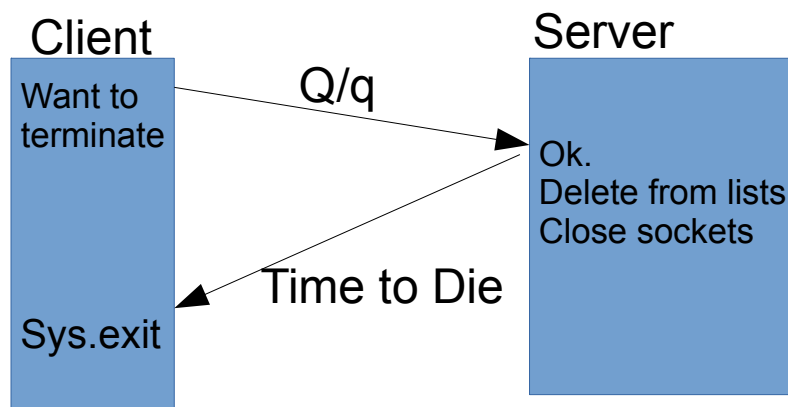 Client
Server
Want to
terminate
Q/q
Ok.
Delete from lists
Close sockets
Time to Die
Sys.exit